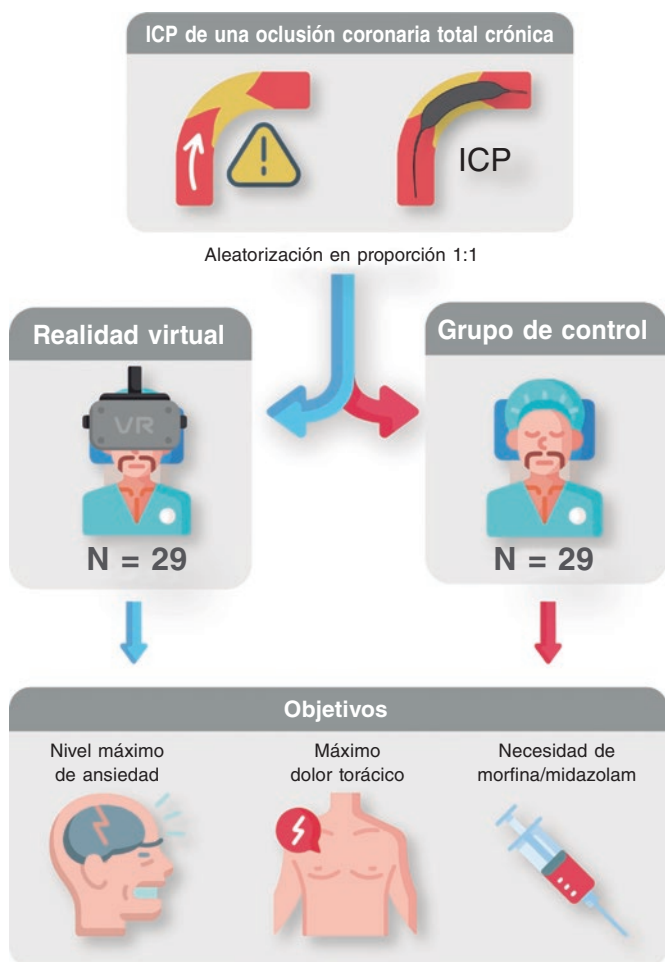 ICP de una oclusión coronaria total crónica
ICP
Aleatorización en proporción 1:1
Realidad virtual
VR
N = 29
Grupo de control
N = 29
Objetivos
Nivel máximo
de ansiedad
Máximo
dolor torácico
Necesidad de
morfina/midazolam